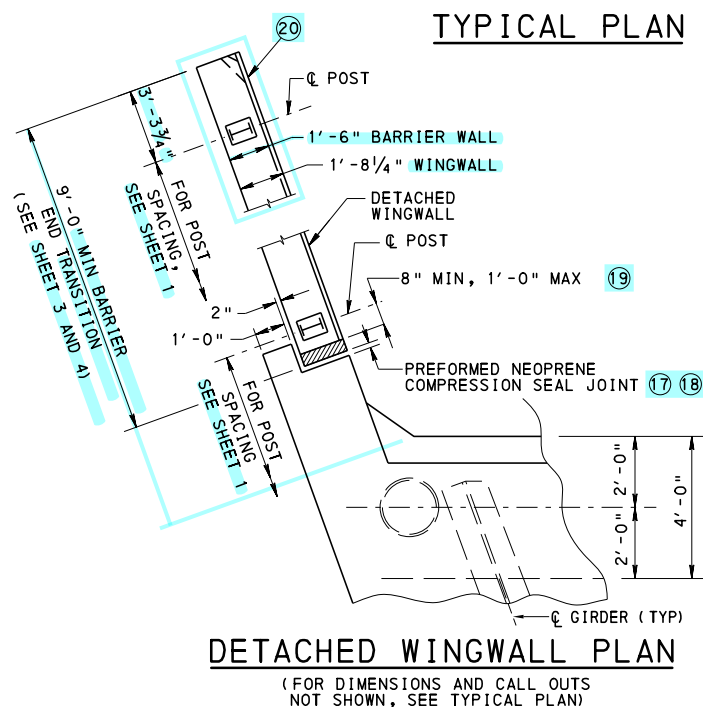 TYPICAL PLAN
20
℄ POST
3'-3¾"
1'-6" BARRIER WALL
1'-8¼" WINGWALL
FOR POST
SPACING,
SEE SHEET 1
9'-0" MIN BARRIER
END TRANSITION
(SEE SHEET 3 AND 4)
DETACHED
WINGWALL
℄ POST
8" MIN, 1'-0" MAX 19
2"
1'-0"
PREFORMED NEOPRENE
COMPRESSION SEAL JOINT 17 18
FOR POST
SPACING
SEE SHEET 1
2'-0"
2'-0"
4'-0"
℄ GIRDER (TYP)
DETACHED WINGWALL PLAN
(FOR DIMENSIONS AND CALL OUTS
NOT SHOWN, SEE TYPICAL PLAN)